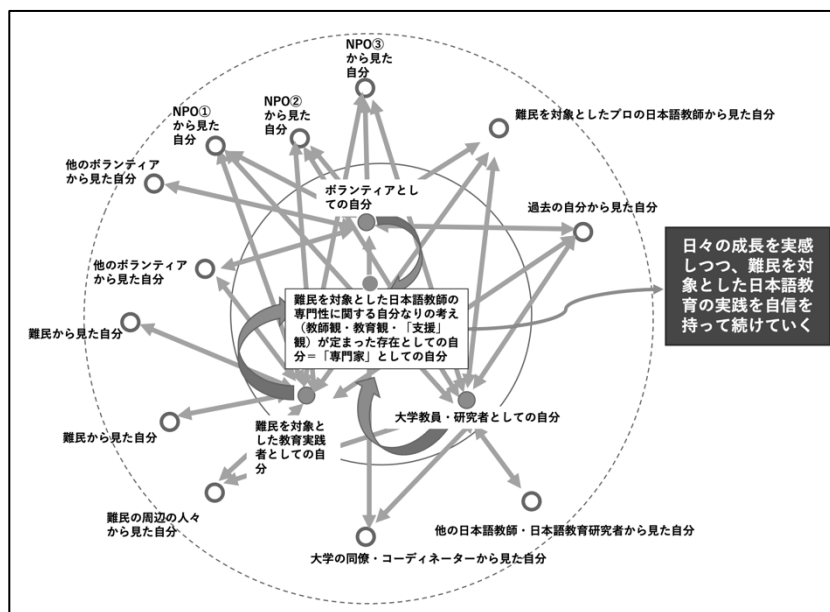 NPO③
から見た
自分
NPO②
から見た
自分
NPO①
から見た
自分
難民を対象としたプロの日本語教師から見た自分
他のボランティア
から見た自分
ボランティアとし
ての自分
過去の自分から見た自分
他のボランティア
から見た自分
難民を対象とした日本語教師の
専門性に関する自分なりの考え
(教師観・教育観・「支援」
観)が定まった存在としての自
分=「専門家」としての自分
日々の成長を実感
しつつ、難民を対
象とした日本語教
育の実践を自信を
持って続けていく
難民から見た自分
難民から見た自分
難民を対象と
した教育実践
者としての自
分
大学教員・研究者としての自分
難民の周辺の人々
から見た自分
他の日本語教師・日本語教育研究者から見た自分
大学の同僚・コーディネーターから見た自分